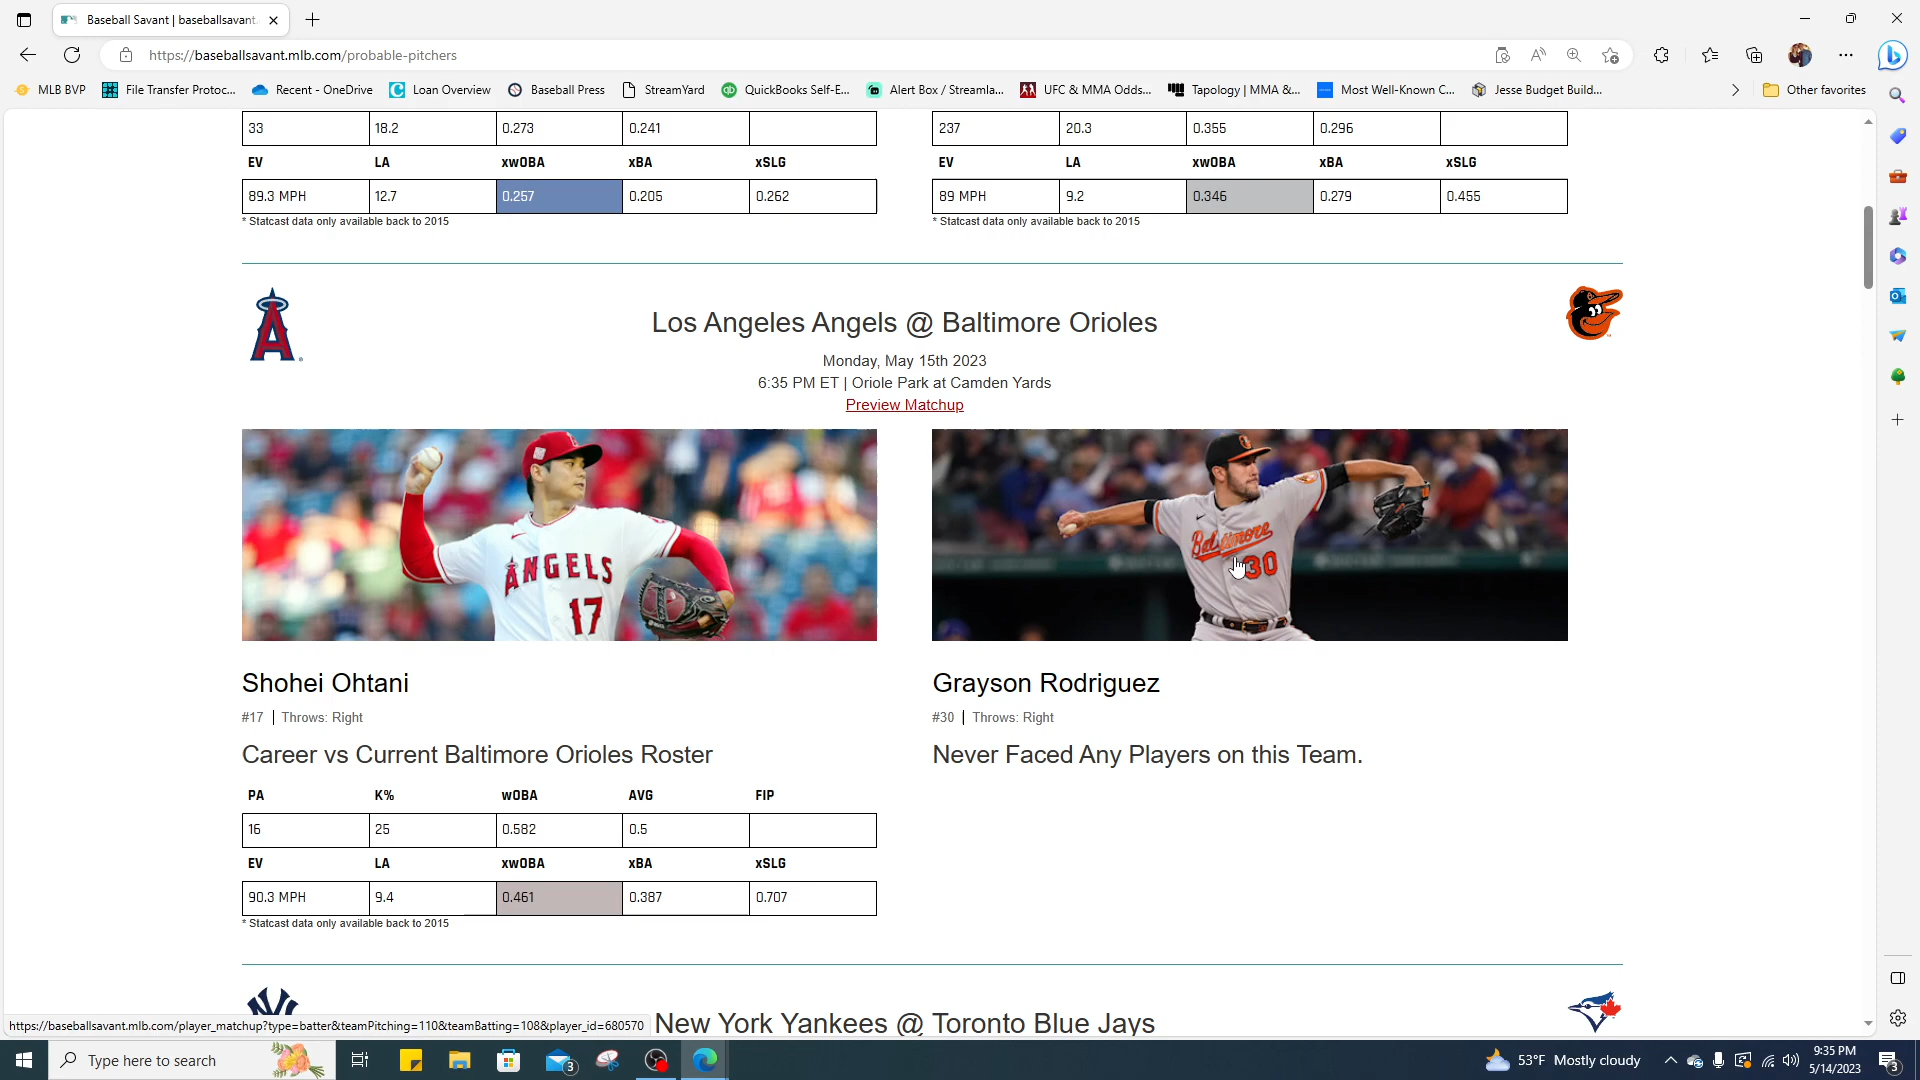 Baseball Savant | baseballsavant.
https://baseballsavant.mlb.com/probable-pitchers
MLB BVP File Transfer Protoc... Recent - OneDrive Loan Overview Baseball Press StreamYard QuickBooks Self-E... Alert Box / Streamla... UFC & MMA Odds... Tapology | MMA &... Most Well-Known C... Jesse Budget Build... Other favorites
33 18.2 0.273 0.241
EV LA xwOBA xBA xSLG
89.3 MPH 12.7 0.257 0.205 0.262
* Statcast data only available back to 2015
237 20.3 0.355 0.296
EV LA xwOBA xBA xSLG
89 MPH 9.2 0.346 0.279 0.455
* Statcast data only available back to 2015
Los Angeles Angels @ Baltimore Orioles
Monday, May 15th 2023
6:35 PM ET | Oriole Park at Camden Yards
Preview Matchup
ANGELS
17
Baltimore
30
Shohei Ohtani
#17 | Throws: Right
Career vs Current Baltimore Orioles Roster
PA K% wOBA AVG FIP
16 25 0.582 0.5
EV LA xwOBA xBA xSLG
90.3 MPH 9.4 0.461 0.387 0.707
* Statcast data only available back to 2015
Grayson Rodriguez
#30 | Throws: Right
Never Faced Any Players on this Team.
New York Yankees @ Toronto Blue Jays
https://baseballsavant.mlb.com/player_matchup?type=batter&teamPitching=110&teamBatting=108&player_id=680570
Type here to search
3
53°F Mostly cloudy
9:35 PM
5/14/2023
3